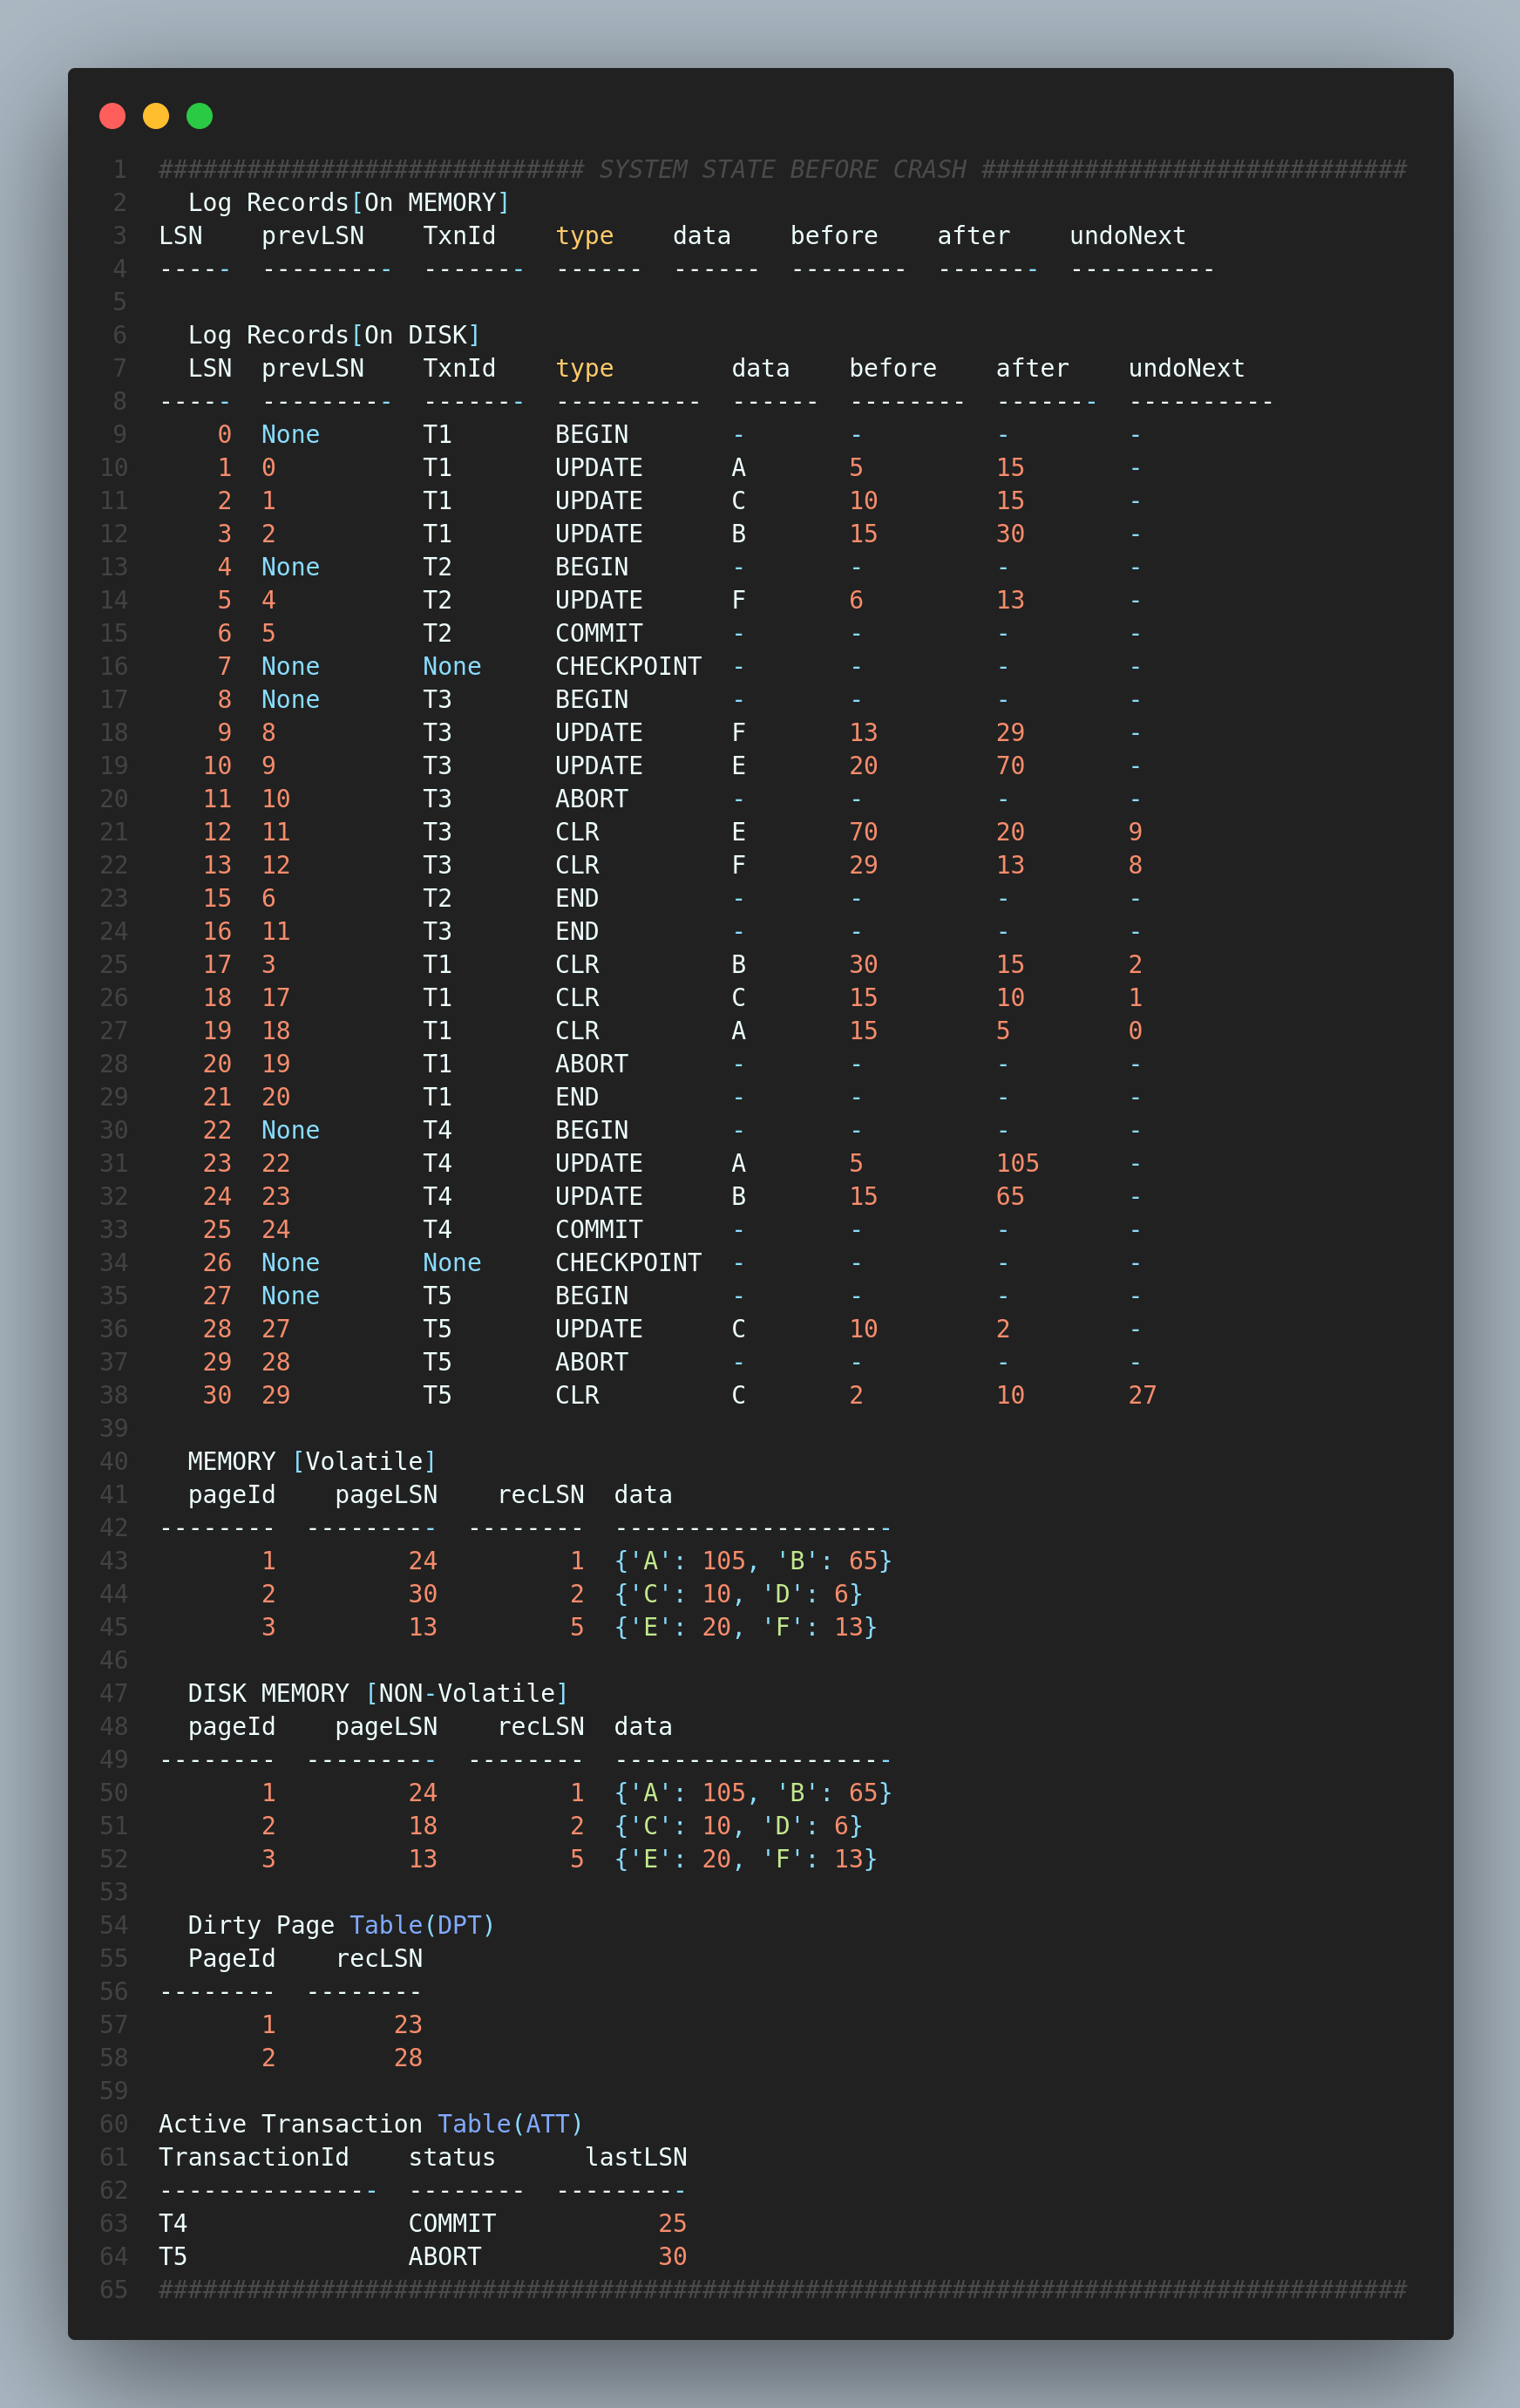 1 ############################# SYSTEM STATE BEFORE CRASH #############################
2 Log Records[On MEMORY]
3 LSN prevLSN TxnId type data before after undoNext
4 ----- --------- ------- ------ ------ -------- ------- ----------
5
6 Log Records[On DISK]
7 LSN prevLSN TxnId type data before after undoNext
8 ----- --------- ------- ---------- ------ -------- ------- ----------
9 0 None T1 BEGIN - - - -
10 1 0 T1 UPDATE A 5 15 -
11 2 1 T1 UPDATE C 10 15 -
12 3 2 T1 UPDATE B 15 30 -
13 4 None T2 BEGIN - - - -
14 5 4 T2 UPDATE F 6 13 -
15 6 5 T2 COMMIT - - - -
16 7 None None CHECKPOINT - - - -
17 8 None T3 BEGIN - - - -
18 9 8 T3 UPDATE F 13 29 -
19 10 9 T3 UPDATE E 20 70 -
20 11 10 T3 ABORT - - - -
21 12 11 T3 CLR E 70 20 9
22 13 12 T3 CLR F 29 13 8
23 15 6 T2 END - - - -
24 16 11 T3 END - - - -
25 17 3 T1 CLR B 30 15 2
26 18 17 T1 CLR C 15 10 1
27 19 18 T1 CLR A 15 5 0
28 20 19 T1 ABORT - - - -
29 21 20 T1 END - - - -
30 22 None T4 BEGIN - - - -
31 23 22 T4 UPDATE A 5 105 -
32 24 23 T4 UPDATE B 15 65 -
33 25 24 T4 COMMIT - - - -
34 26 None None CHECKPOINT - - - -
35 27 None T5 BEGIN - - - -
36 28 27 T5 UPDATE C 10 2 -
37 29 28 T5 ABORT - - - -
38 30 29 T5 CLR C 2 10 27
39
40 MEMORY [Volatile]
41 pageId pageLSN recLSN data
42 -------- --------- -------- -------------------
43 1 24 1 {'A': 105, 'B': 65}
44 2 30 2 {'C': 10, 'D': 6}
45 3 13 5 {'E': 20, 'F': 13}
46
47 DISK MEMORY [NON-Volatile]
48 pageId pageLSN recLSN data
49 -------- --------- -------- -------------------
50 1 24 1 {'A': 105, 'B': 65}
51 2 18 2 {'C': 10, 'D': 6}
52 3 13 5 {'E': 20, 'F': 13}
53
54 Dirty Page Table(DPT)
55 PageId recLSN
56 -------- --------
57 1 23
58 2 28
59
60 Active Transaction Table(ATT)
61 TransactionId status lastLSN
62 --------------- -------- ---------
63 T4 COMMIT 25
64 T5 ABORT 30
65 #####################################################################################